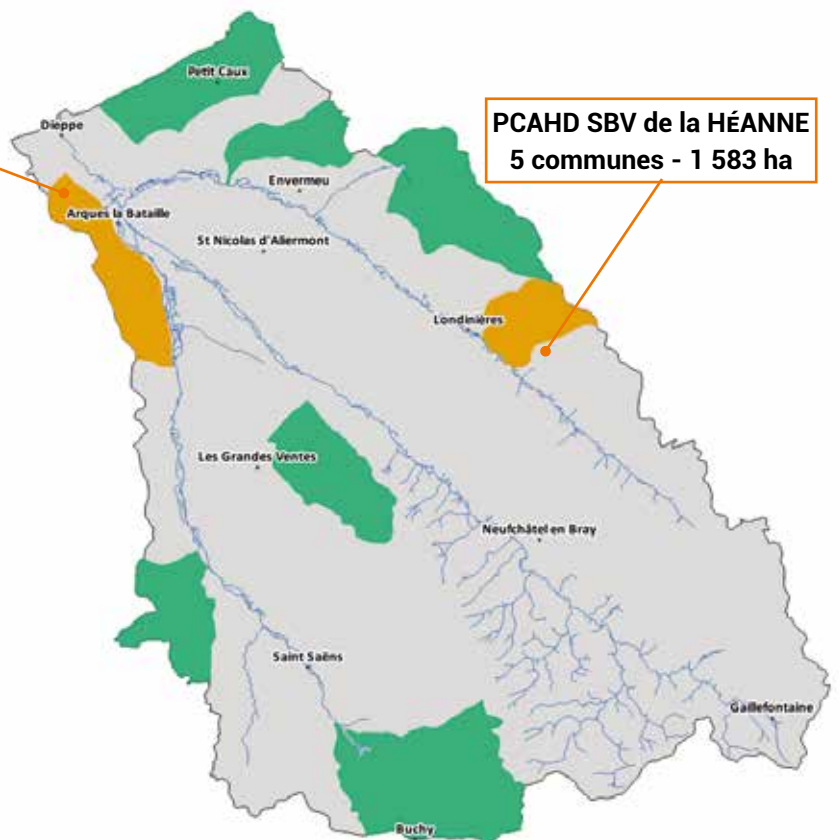 Petit Caux
Dieppe
PCAHD SBV de la HÉANNE
5 communes - 1 583 ha
Envermeu
Arques la Bataille
St Nicolas d'Aliermont
Londinières
Les Grandes Ventes
Neufchâtel en Bray
Saint Saëns
Gaillefontaine
Buchy